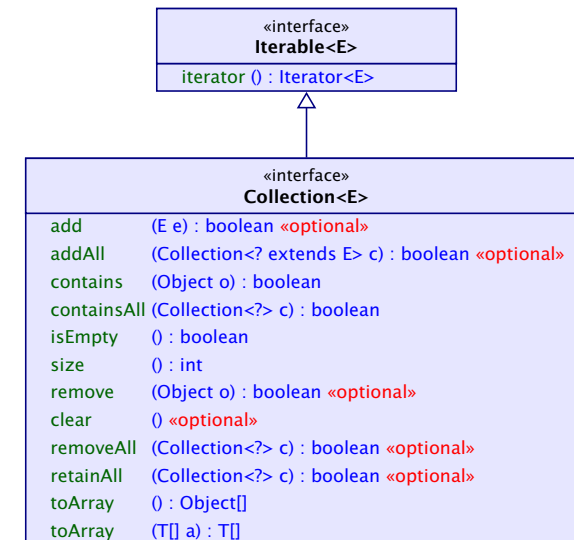 «interface»
Iterable<E>
iterator () : Iterator<E>
«interface»
Collection<E>
add (E e) : boolean «optional»
addAll (Collection<? extends E> c) : boolean «optional»
contains (Object o) : boolean
containsAll (Collection<?> c) : boolean
isEmpty () : boolean
size () : int
remove (Object o) : boolean «optional»
clear () «optional»
removeAll (Collection<?> c) : boolean «optional»
retainAll (Collection<?> c) : boolean «optional»
toArray () : Object[]
toArray (T[] a) : T[]